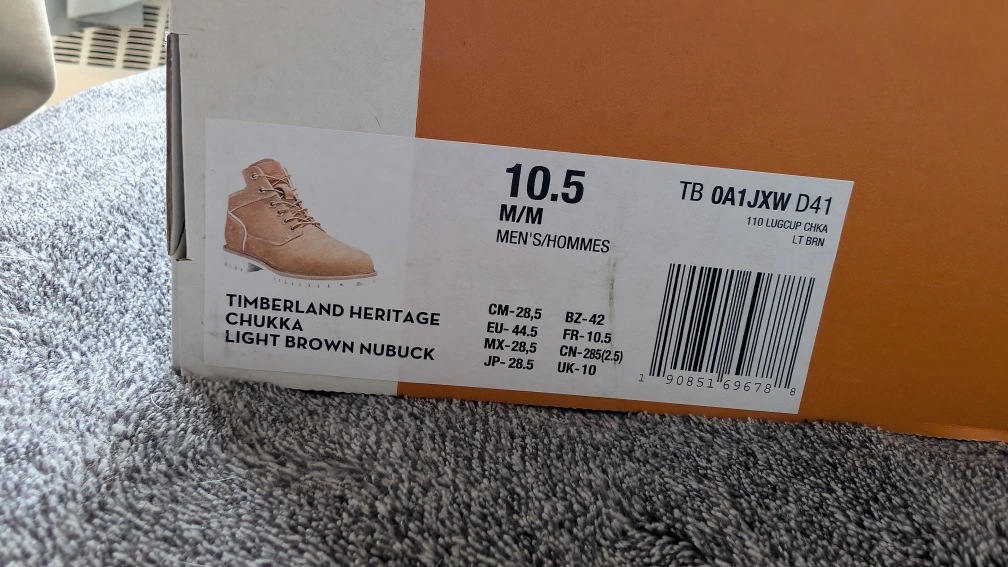 TIMBERLAND HERITAGE
CHUKKA
LIGHT BROWN NUBUCK
10.5
M/M
MEN'S/HOMMES
CM-28,5 BZ-42
EU- 44.5 FR-10.5
MX-28,5 CN-285(2.5)
JP- 28.5 UK-10
TB 0A1JXW D41
110 LUGCUP CHKA
LT BRN
1 90851 69678 8